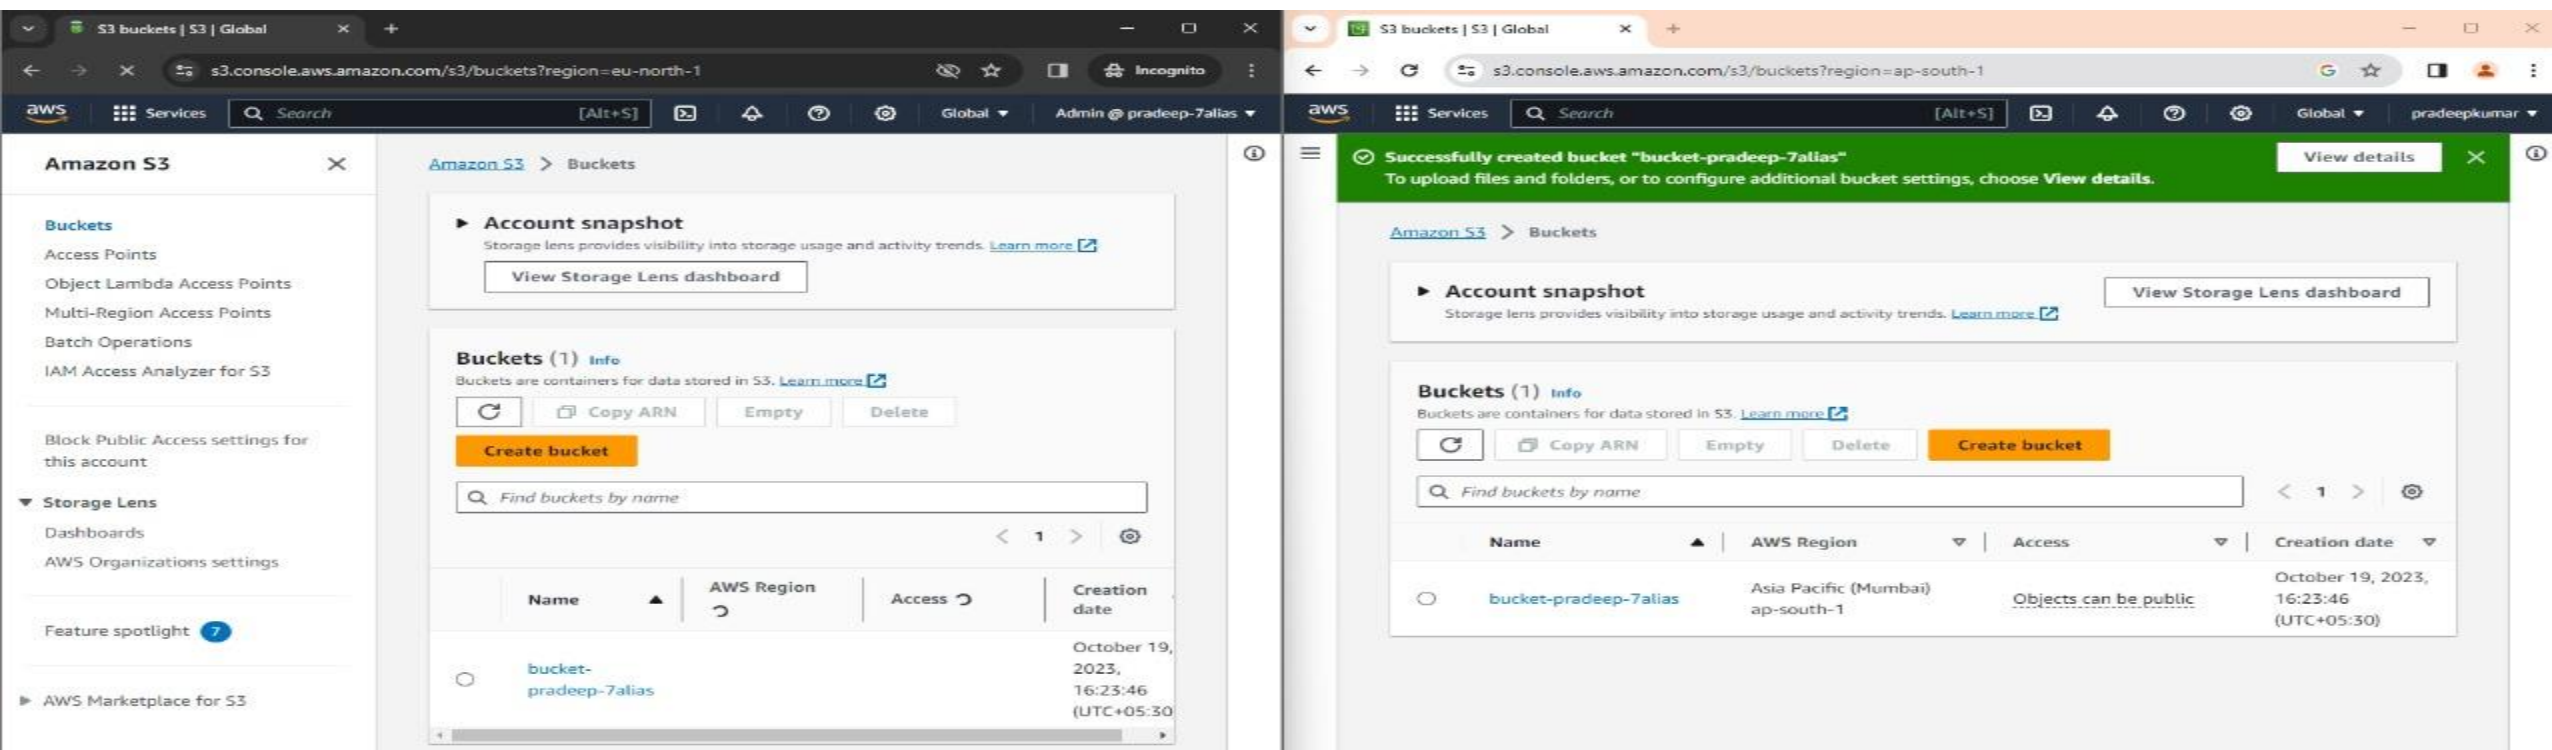 S3 buckets | S3 | Global
s3.console.aws.amazon.com/s3/buckets?region=eu-north-1
Incognito
aws
Services
Search
[Alt+S]
Global
Admin @ pradeep-7alias
Amazon S3
Buckets
Access Points
Object Lambda Access Points
Multi-Region Access Points
Batch Operations
IAM Access Analyzer for S3
Block Public Access settings for
this account
Storage Lens
Dashboards
AWS Organizations settings
Feature spotlight 7
AWS Marketplace for S3
Amazon S3 > Buckets
Account snapshot
Storage lens provides visibility into storage usage and activity trends. Learn more
View Storage Lens dashboard
Buckets (1) Info
Buckets are containers for data stored in S3. Learn more
Copy ARN
Empty
Delete
Create bucket
Find buckets by name
< 1 >
Name
AWS Region
Access
Creation
date
bucket-
pradeep-7alias
October 19,
2023,
16:23:46
(UTC+05:30
S3 buckets | S3 | Global
s3.console.aws.amazon.com/s3/buckets?region=ap-south-1
aws
Services
Search
[Alt+S]
Global
pradeepkumar
Successfully created bucket "bucket-pradeep-7alias"
To upload files and folders, or to configure additional bucket settings, choose View details.
View details
Amazon S3 > Buckets
Account snapshot
Storage lens provides visibility into storage usage and activity trends. Learn more
View Storage Lens dashboard
Buckets (1) Info
Buckets are containers for data stored in S3. Learn more
Copy ARN
Empty
Delete
Create bucket
Find buckets by name
< 1 >
Name
AWS Region
Access
Creation date
bucket-pradeep-7alias
Asia Pacific (Mumbai)
ap-south-1
Objects can be public
October 19, 2023,
16:23:46
(UTC+05:30)